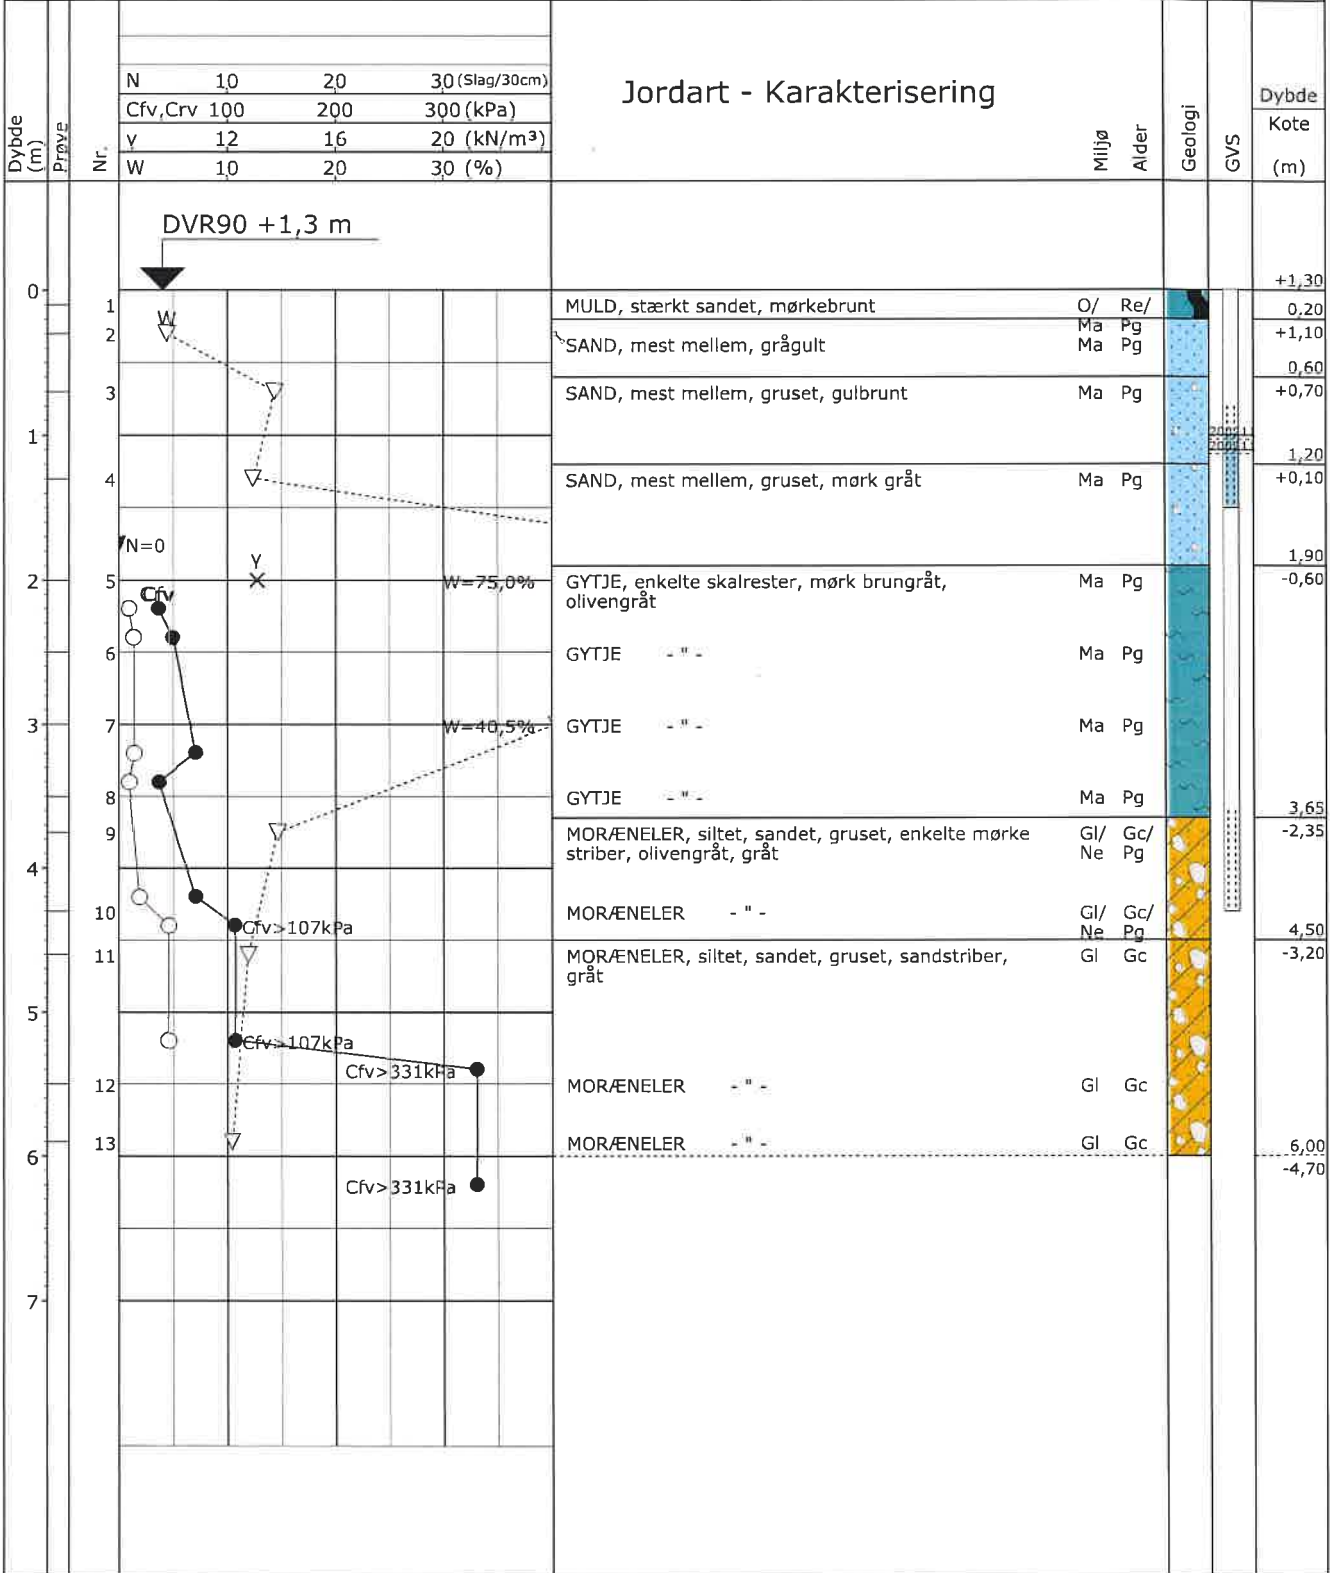 Dybde (m)
Prøve
Nr.
N 10 20 30 (Slag/30cm)
Cfv,Crv 100 200 300 (kPa)
γ 12 16 20 (kN/m³)
W 10 20 30 (%)
Jordart - Karakterisering
Miljø
Alder
Geologi
GVS
Dybde
Kote
(m)
DVR90 +1,3 m
+1,30
0
1 MULD, stærkt sandet, mørkebrunt O/ Re/ 0,20
W
Ma Pg +1,10
2 SAND, mest mellem, grågult Ma Pg
0,60
3 SAND, mest mellem, gruset, gulbrunt Ma Pg +0,70
1
1,20
4 SAND, mest mellem, gruset, mørk gråt Ma Pg +0,10
N=0
1,90
γ
2 5 W=75,0% GYTJE, enkelte skalrester, mørk brungråt, Ma Pg -0,60
Cfv olivengråt
6 GYTJE - " - Ma Pg
3 7 W=40,5% GYTJE - " - Ma Pg
8 GYTJE - " - Ma Pg
3,65
9 MORÆNELER, siltet, sandet, gruset, enkelte mørke Gl/ Gc/ -2,35
striber, olivengråt, gråt Ne Pg
4
10 MORÆNELER - " - Gl/ Gc/
Cfv>107kPa Ne Pg 4,50
11 MORÆNELER, siltet, sandet, gruset, sandstriber, Gl Gc -3,20
gråt
5
Cfv>107kPa
Cfv>331kPa
12 MORÆNELER - " - Gl Gc
13 MORÆNELER - " - Gl Gc 6,00
6
-4,70
Cfv>331kPa
7